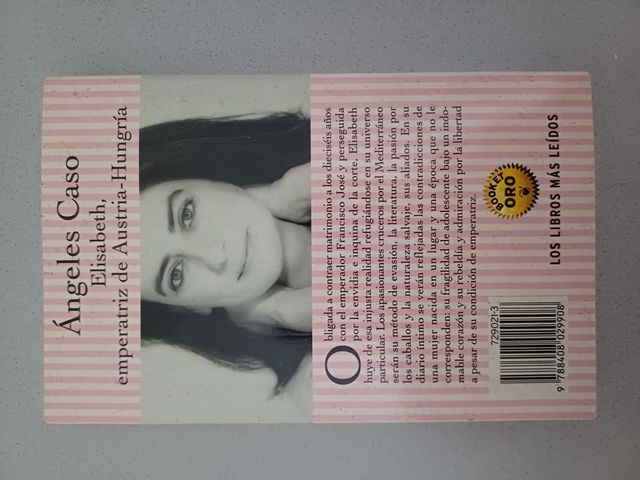 Ángeles Caso
Elisabeth,
emperatriz de Austria-Hungría
Obligada a contraer matrimonio a los dieciséis años
con el emperador Francisco José y perseguida
por la envidia e inquina de la corte, Elisabeth
huye de esa injusta realidad refugiándose en su universo
particular. Los apasionantes cruceros por el Mediterráneo
serán su método de evasión, la literatura, la pasión por
los caballos y la naturaleza salvaje, sus aliados. En su
diario íntimo se verán reflejadas las contradicciones de
una mujer nacida en un lugar y una época que no le
corresponden: su fragilidad de adolescente bajo un indo-
mable corazón y su rebeldía y admiración por la libertad
a pesar de su condición de emperatriz.
7290213
9 788408 029908
BOOKET
ORO
LOS LIBROS MÁS LEÍDOS